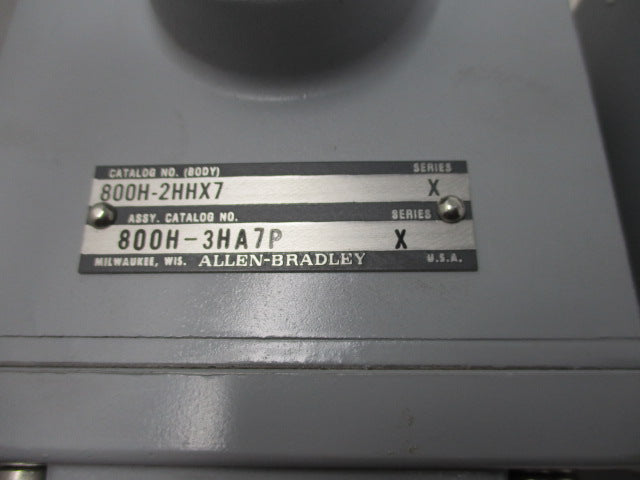 CATALOG NO. (BODY) SERIES
800H-2HHX7 X
ASSY. CATALOG NO. SERIES
800H-3HA7P X
MILWAUKEE, WIS. ALLEN-BRADLEY U.S.A.